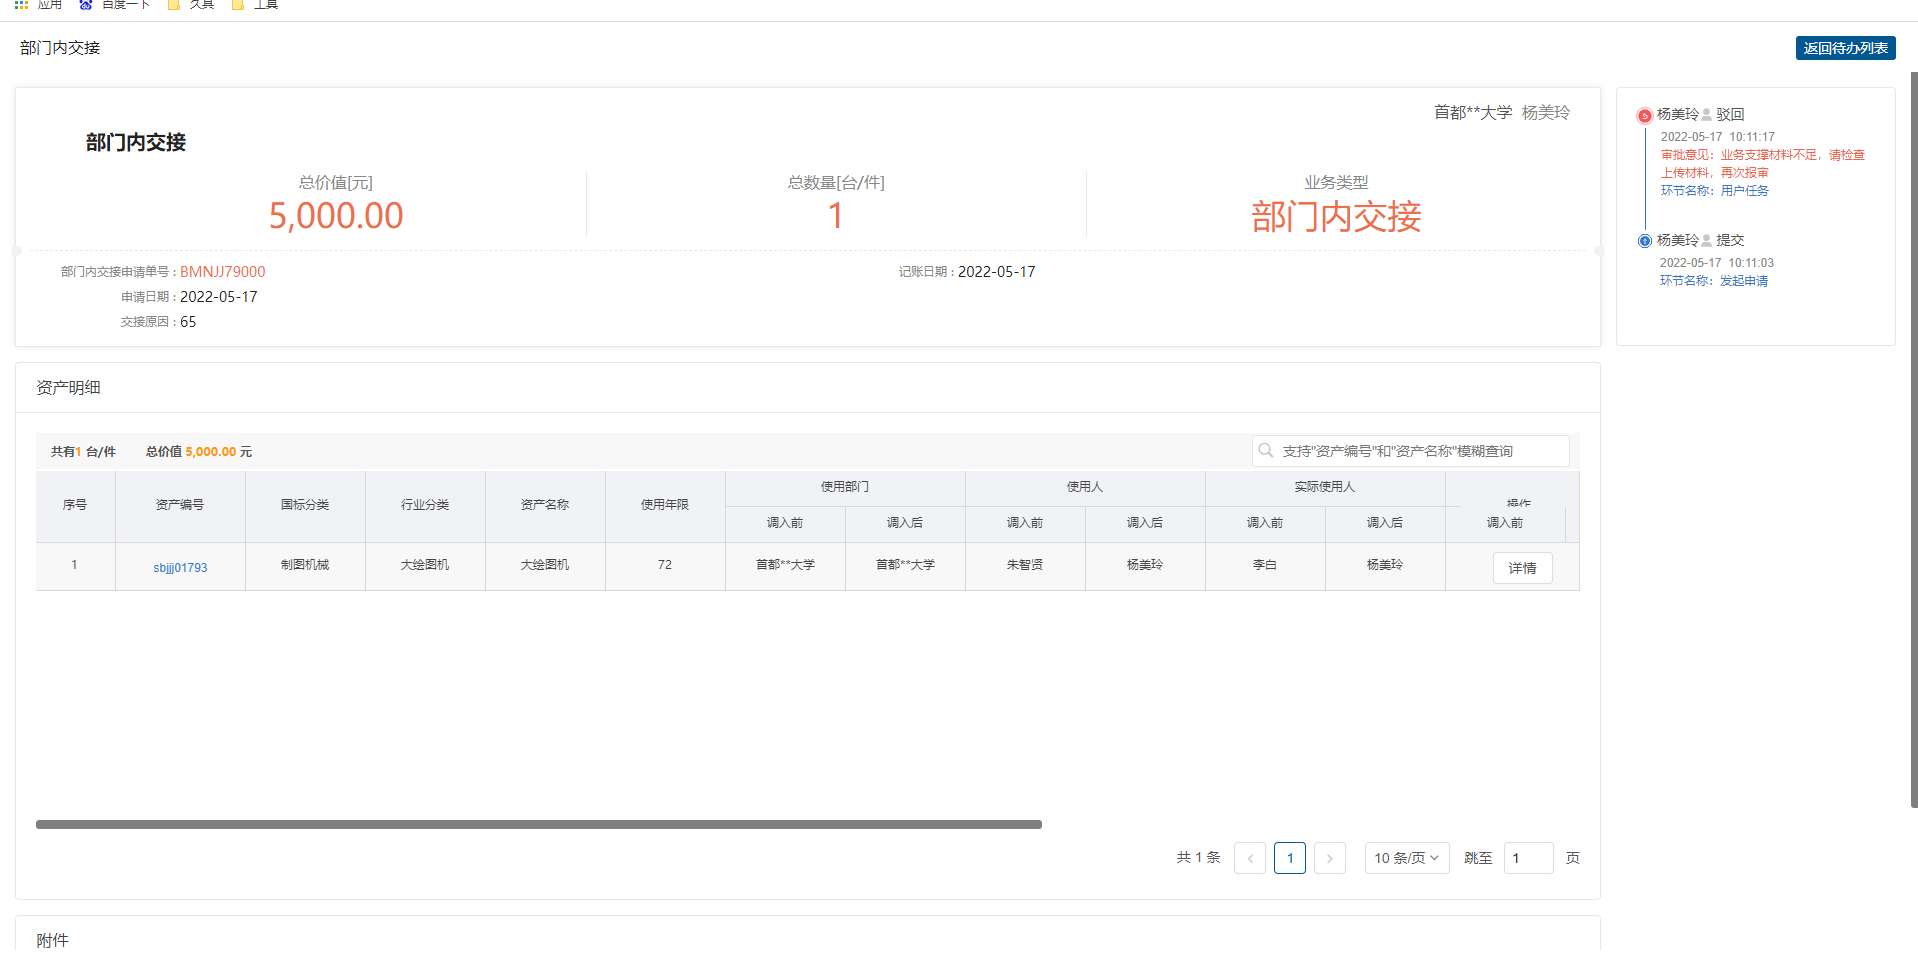 应用 百度一下 久其 工具
部门内交接
返回待办列表
首都**大学 杨美玲
部门内交接
总价值[元] 总数量[台/件] 业务类型
5,000.00 1 部门内交接
部门内交接申请单号 : BMNJJ79000 记账日期 : 2022-05-17
申请日期 : 2022-05-17
交接原因 : 65
杨美玲 驳回
2022-05-17 10:11:17
审批意见：业务支撑材料不足，请检查
上传材料，再次报审
环节名称：用户任务
杨美玲 提交
2022-05-17 10:11:03
环节名称：发起申请
资产明细
共有1 台/件 总价值 5,000.00 元 支持"资产编号"和"资产名称"模糊查询
序号 资产编号 国标分类 行业分类 资产名称 使用年限 使用部门 使用人 实际使用人 操作
调入前 调入后 调入前 调入后 调入前 调入后 调入前
1 sbjjj01793 制图机械 大绘图机 大绘图机 72 首都**大学 首都**大学 朱智贤 杨美玲 李白 杨美玲 详情
共 1 条 1 10 条/页 跳至 1 页
附件